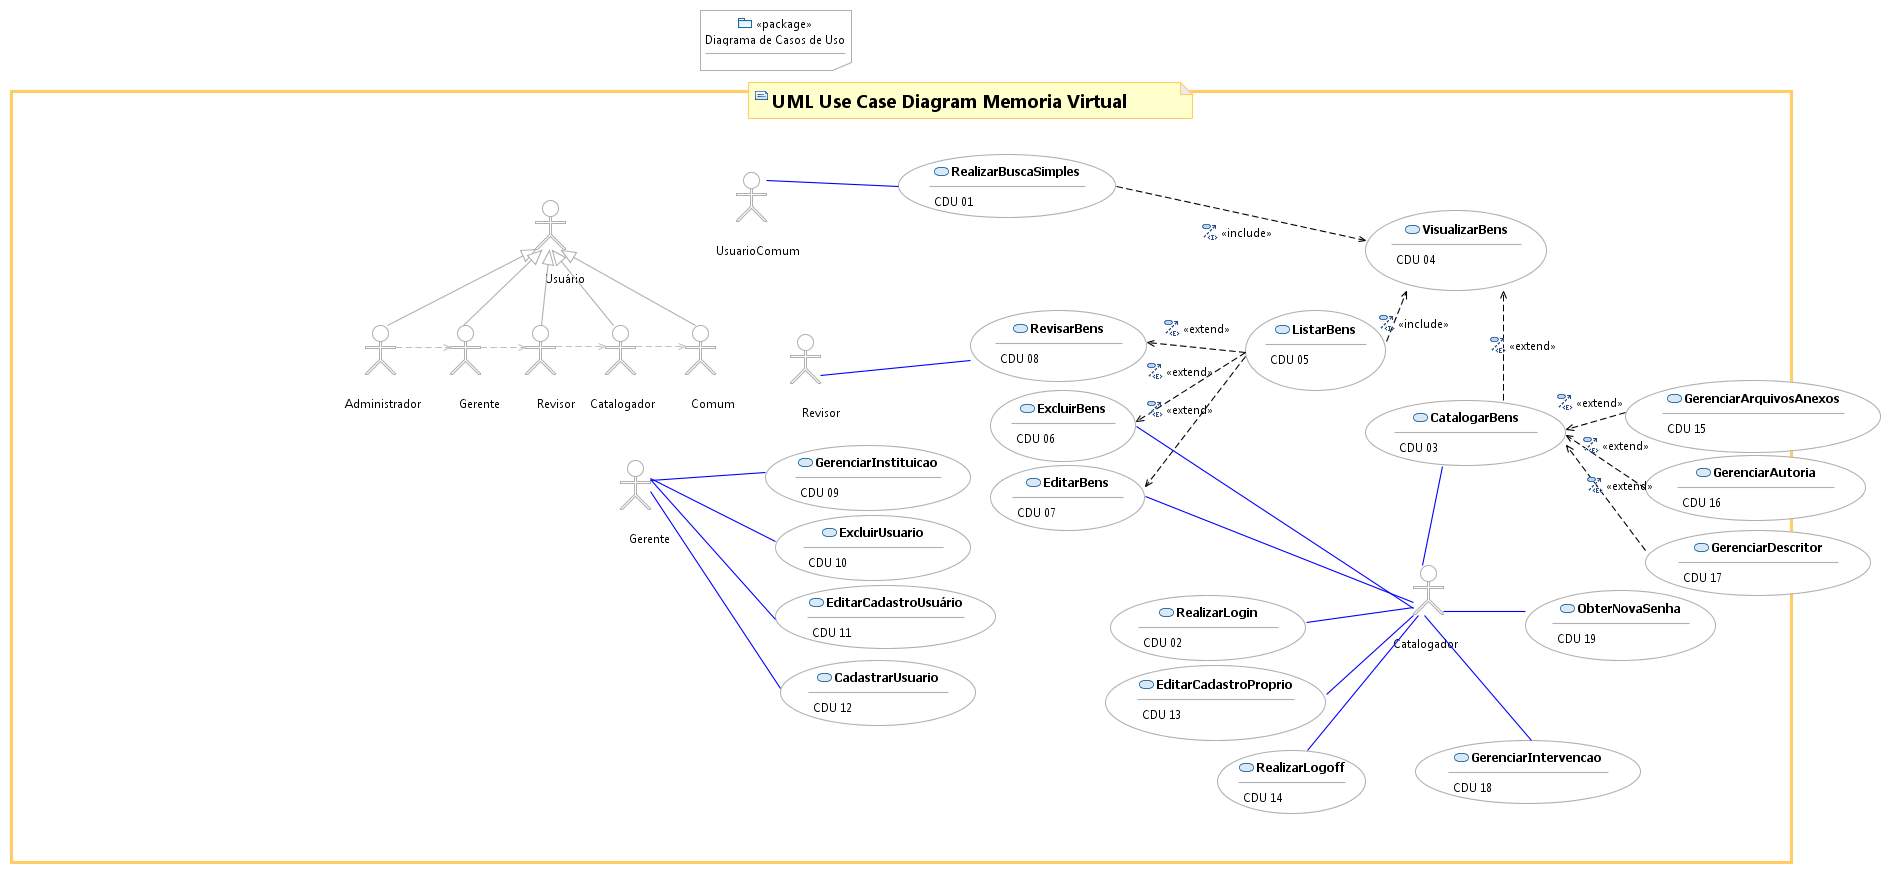 «package»
Diagrama de Casos de Uso
UML Use Case Diagram Memoria Virtual
RealizarBuscaSimples
CDU 01
UsuarioComum
«include»
VisualizarBens
CDU 04
Usuário
Administrador
Gerente
Revisor
Catalogador
Comum
Revisor
RevisarBens
CDU 08
«extend»
ListarBens
CDU 05
«include»
«extend»
«extend»
«extend»
ExcluirBens
CDU 06
EditarBens
CDU 07
CatalogarBens
CDU 03
«extend»
GerenciarArquivosAnexos
CDU 15
«extend»
GerenciarAutoria
CDU 16
«extend»
GerenciarDescritor
CDU 17
Gerente
GerenciarInstituicao
CDU 09
ExcluirUsuario
CDU 10
EditarCadastroUsuário
CDU 11
CadastrarUsuario
CDU 12
Catalogador
RealizarLogin
CDU 02
ObterNovaSenha
CDU 19
EditarCadastroProprio
CDU 13
RealizarLogoff
CDU 14
GerenciarIntervencao
CDU 18